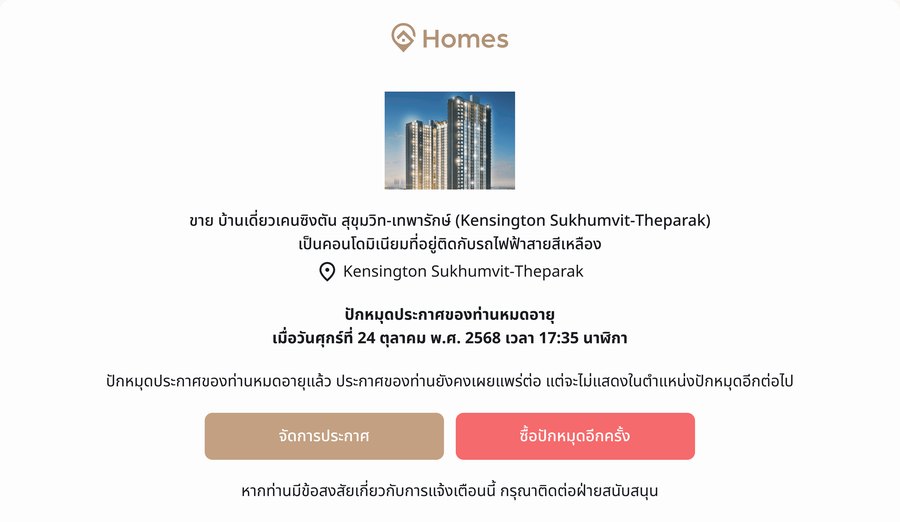 Homes
ขาย บ้านเดี่ยวเคนซิงตัน สุขุมวิท-เทพารักษ์ (Kensington Sukhumvit-Theparak)
เป็นคอนโดมิเนียมที่อยู่ติดกับรถไฟฟ้าสายสีเหลือง
Kensington Sukhumvit-Theparak
ปักหมุดประกาศของท่านหมดอายุ
เมื่อวันศุกร์ที่ 24 ตุลาคม พ.ศ. 2568 เวลา 17:35 นาฬิกา
ปักหมุดประกาศของท่านหมดอายุแล้ว ประกาศของท่านยังคงเผยแพร่ต่อ แต่จะไม่แสดงในตำแหน่งปักหมุดอีกต่อไป
จัดการประกาศ
ซื้อปักหมุดอีกครั้ง
หากท่านมีข้อสงสัยเกี่ยวกับการแจ้งเตือนนี้ กรุณาติดต่อฝ่ายสนับสนุน